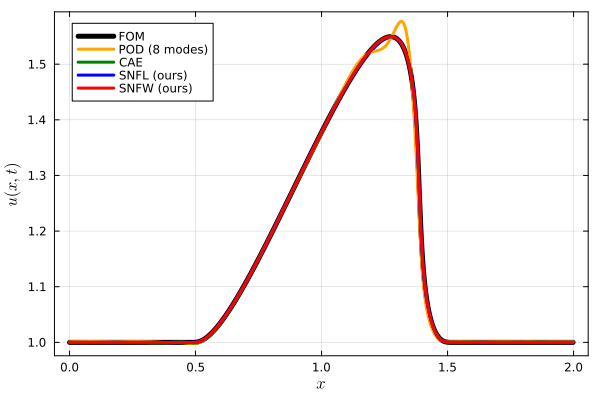 FOM
POD (8 modes)
CAE
SNFL (ours)
SNFW (ours)
u(x, t)
1.5
1.4
1.3
1.2
1.1
1.0
0.0 0.5 1.0 1.5 2.0
x